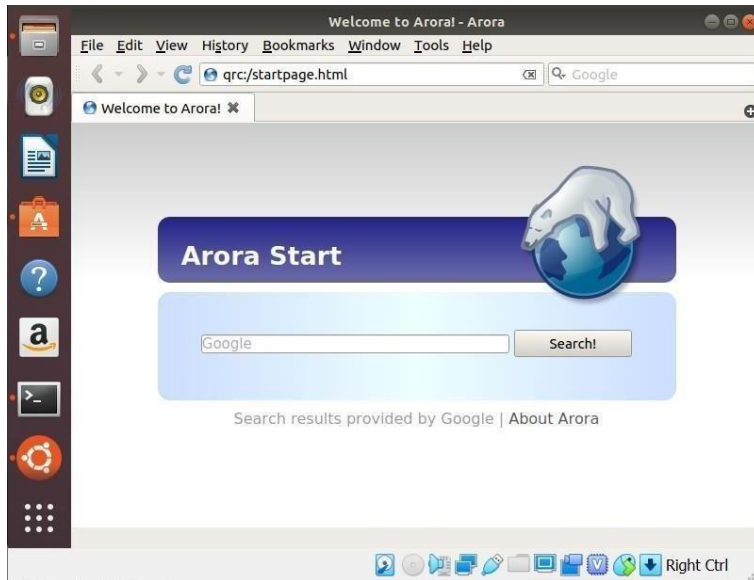 Welcome to Arora! - Arora
File Edit View History Bookmarks Window Tools Help
qrc:/startpage.html
Google
Welcome to Arora!
Arora Start
Google
Search!
Search results provided by Google | About Arora
Right Ctrl